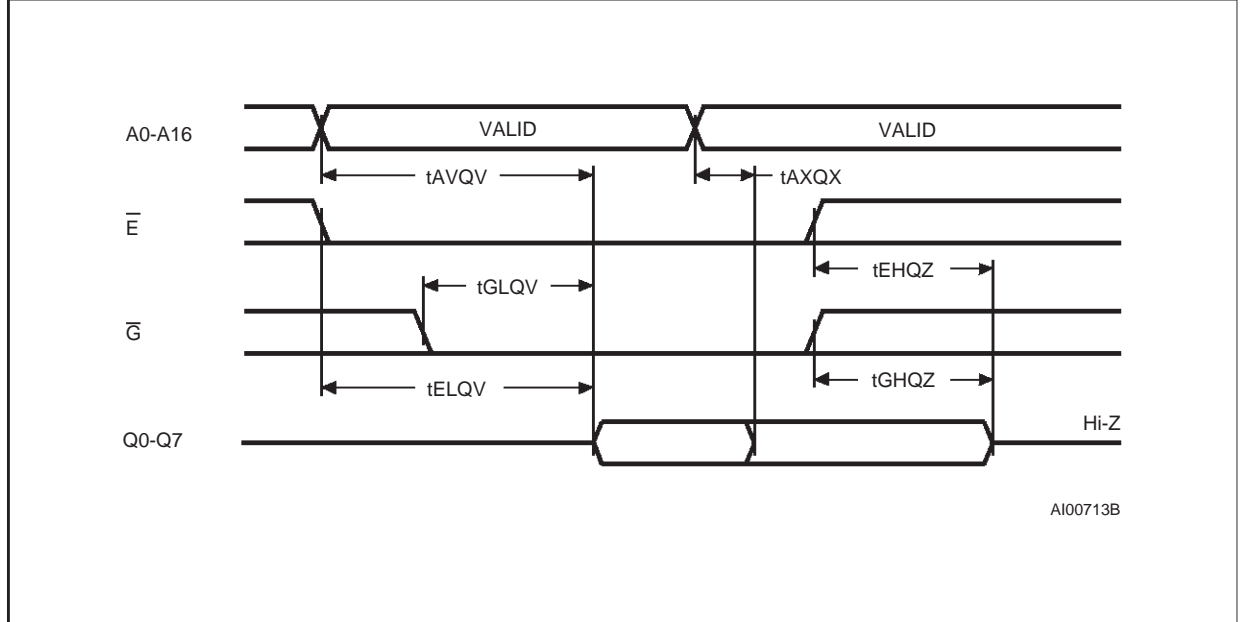 A0-A16
VALID
VALID
tAVQV
tAXQX
E̅
tEHQZ
tGLQV
G̅
tELQV
tGHQZ
Q0-Q7
Hi-Z
AI00713B